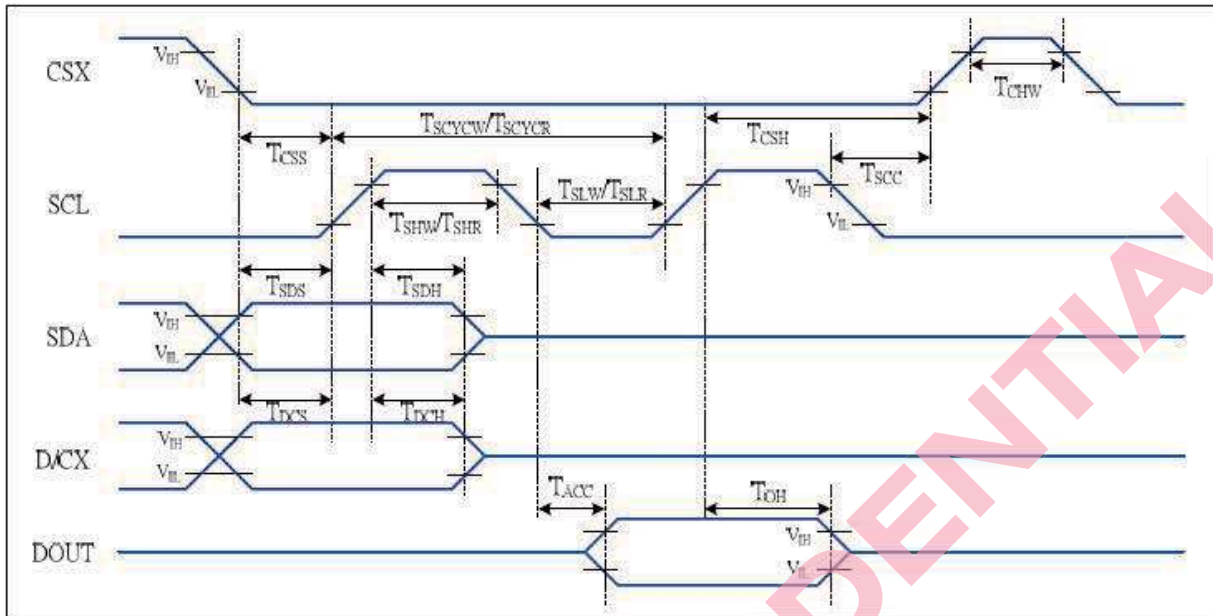 CSX
VIH
VIL
TCHW
TSCYCW/TSCYCR
TCSS
TCSH
TSCC
SCL
TSLW/TSLR
VIH
VIL
TSHW/TSHR
TSDS
TSDH
SDA
VIH
VIL
TDCS
TDCH
D/CX
VIH
VIL
TACC
TOH
DOUT
VIH
VIL
DENTIAL